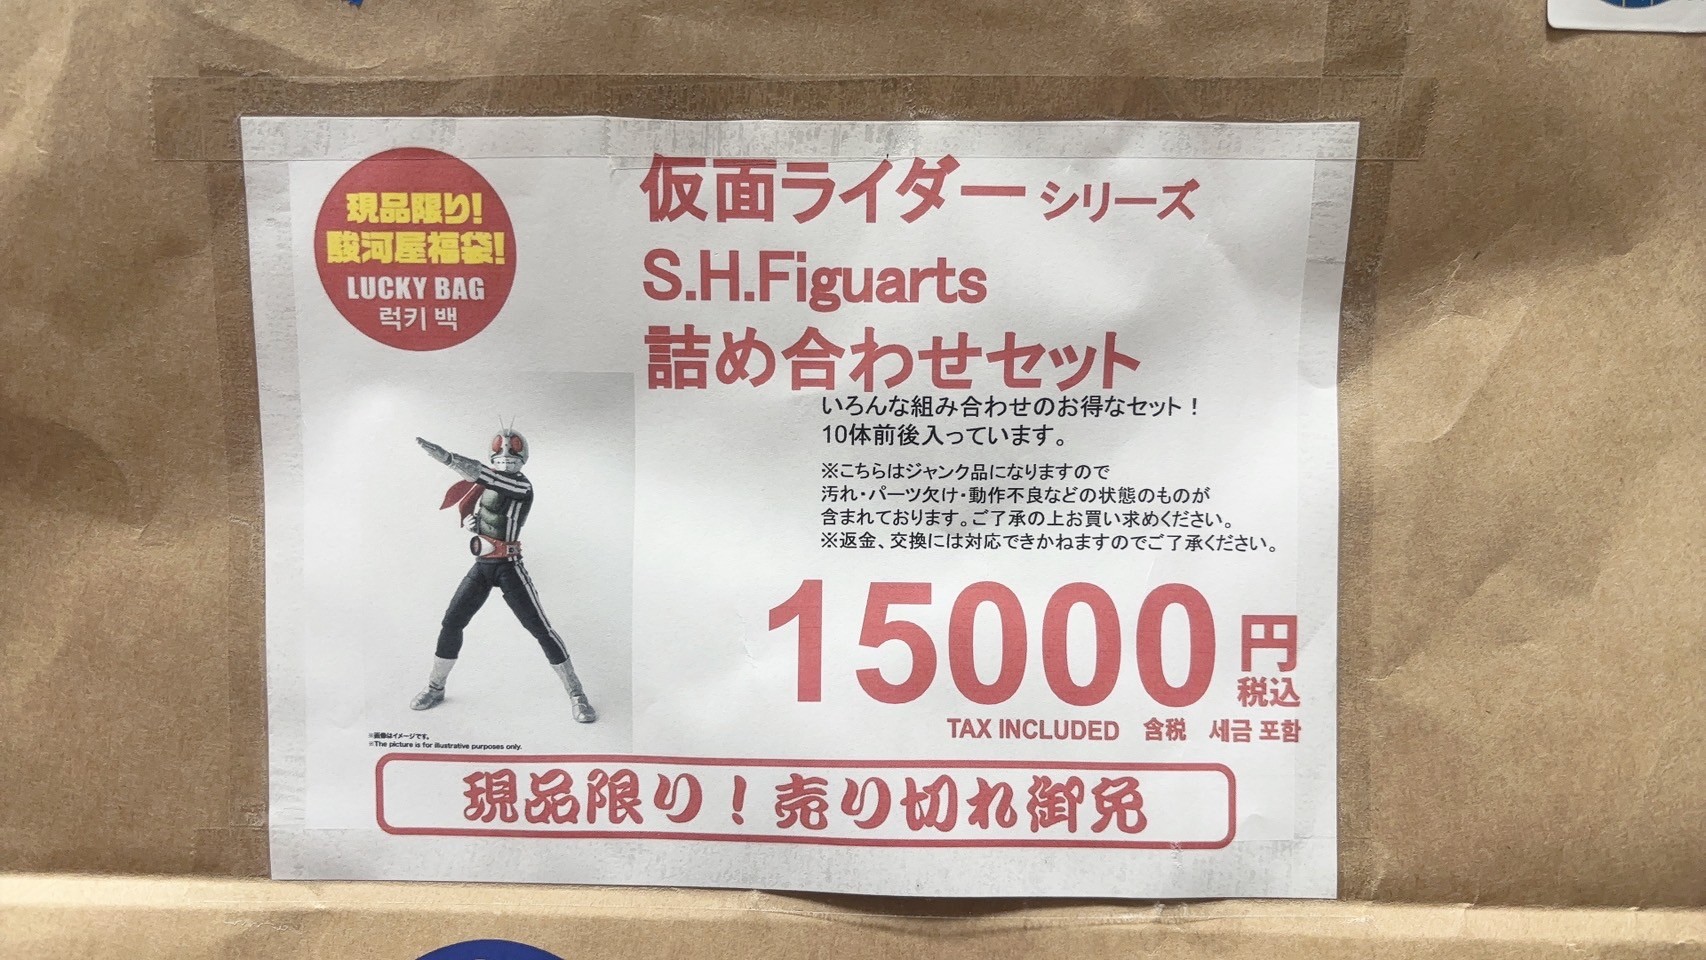 現品限り!
駿河屋福袋!
LUCKY BAG
럭키 백
仮面ライダーシリーズ
S.H.Figuarts
詰め合わせセット
いろんな組み合わせのお得なセット!
10体前後入っています。
※こちらはジャンク品になりますので
汚れ・パーツ欠け・動作不良などの状態のものが
含まれております。ご了承の上お買い求めください。
※返金、交換には対応できかねますのでご了承ください。
15000円
税込
TAX INCLUDED 含税 세금 포함
※画像はイメージです。
※The picture is for illustrative purposes only.
現品限り!売り切れ御免